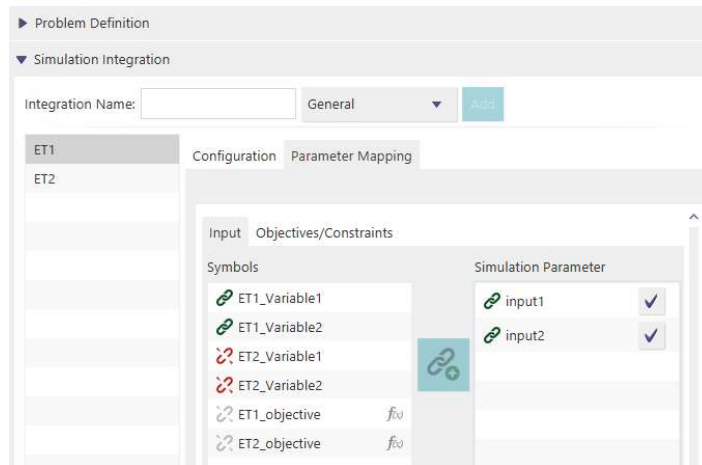 Problem Definition
Simulation Integration
Integration Name: General Add
ET1
ET2
Configuration Parameter Mapping
Input Objectives/Constraints
Symbols
ET1_Variable1
ET1_Variable2
ET2_Variable1
ET2_Variable2
ET1_objective f(x)
ET2_objective f(x)
Simulation Parameter
input1
input2